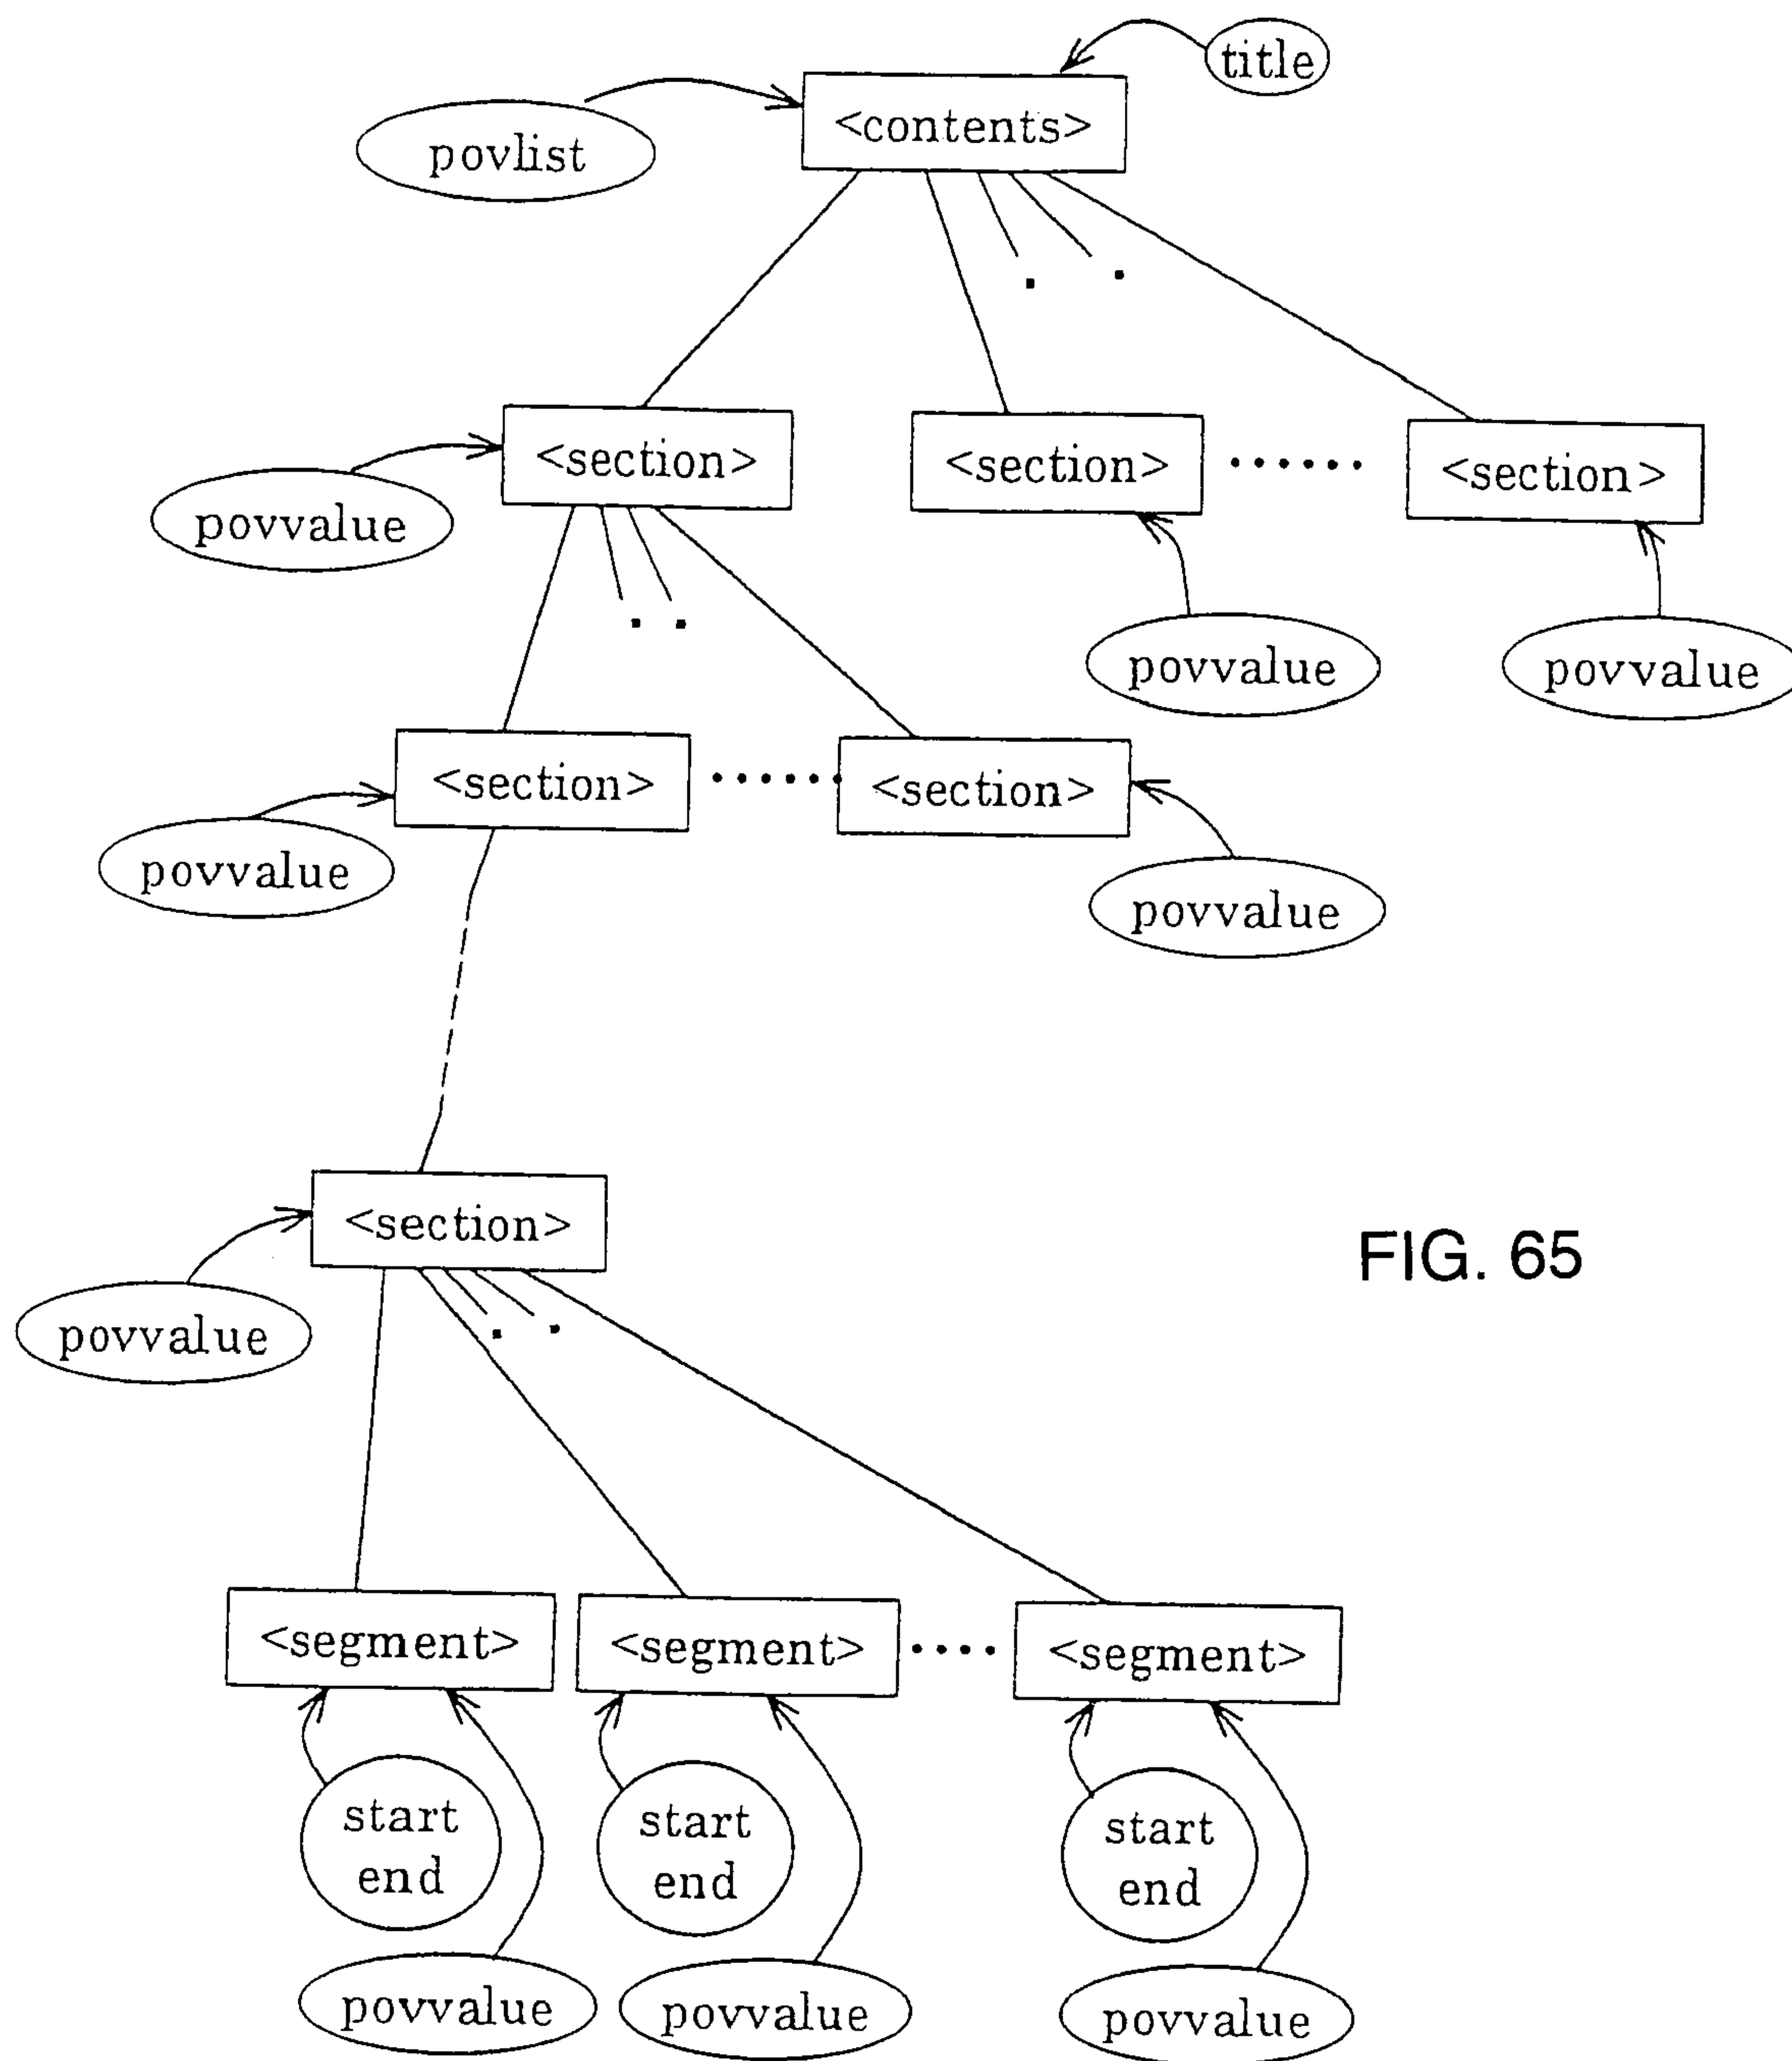 title
<contents>
povlist
<section>
<section>
<section>
povvalue
povvalue
povvalue
<section>
<section>
povvalue
povvalue
<section>
FIG. 65
povvalue
<segment>
<segment>
<segment>
start
end
start
end
start
end
povvalue
povvalue
povvalue